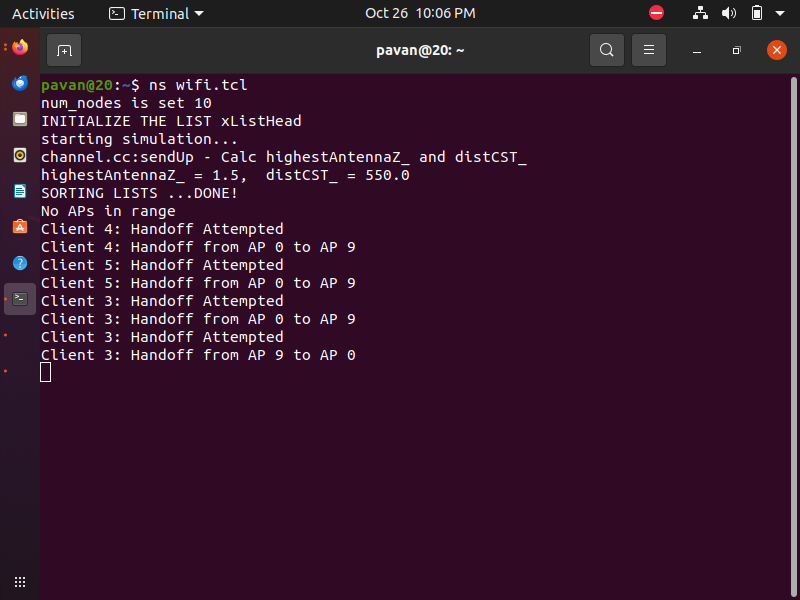 Activities Terminal Oct 26 10:06 PM
pavan@20: ~
pavan@20:~$ ns wifi.tcl
num_nodes is set 10
INITIALIZE THE LIST xListHead
starting simulation...
channel.cc:sendUp - Calc highestAntennaZ_ and distCST_
highestAntennaZ_ = 1.5,  distCST_ = 550.0
SORTING LISTS ...DONE!
No APs in range
Client 4: Handoff Attempted
Client 4: Handoff from AP 0 to AP 9
Client 5: Handoff Attempted
Client 5: Handoff from AP 0 to AP 9
Client 3: Handoff Attempted
Client 3: Handoff from AP 0 to AP 9
Client 3: Handoff Attempted
Client 3: Handoff from AP 9 to AP 0